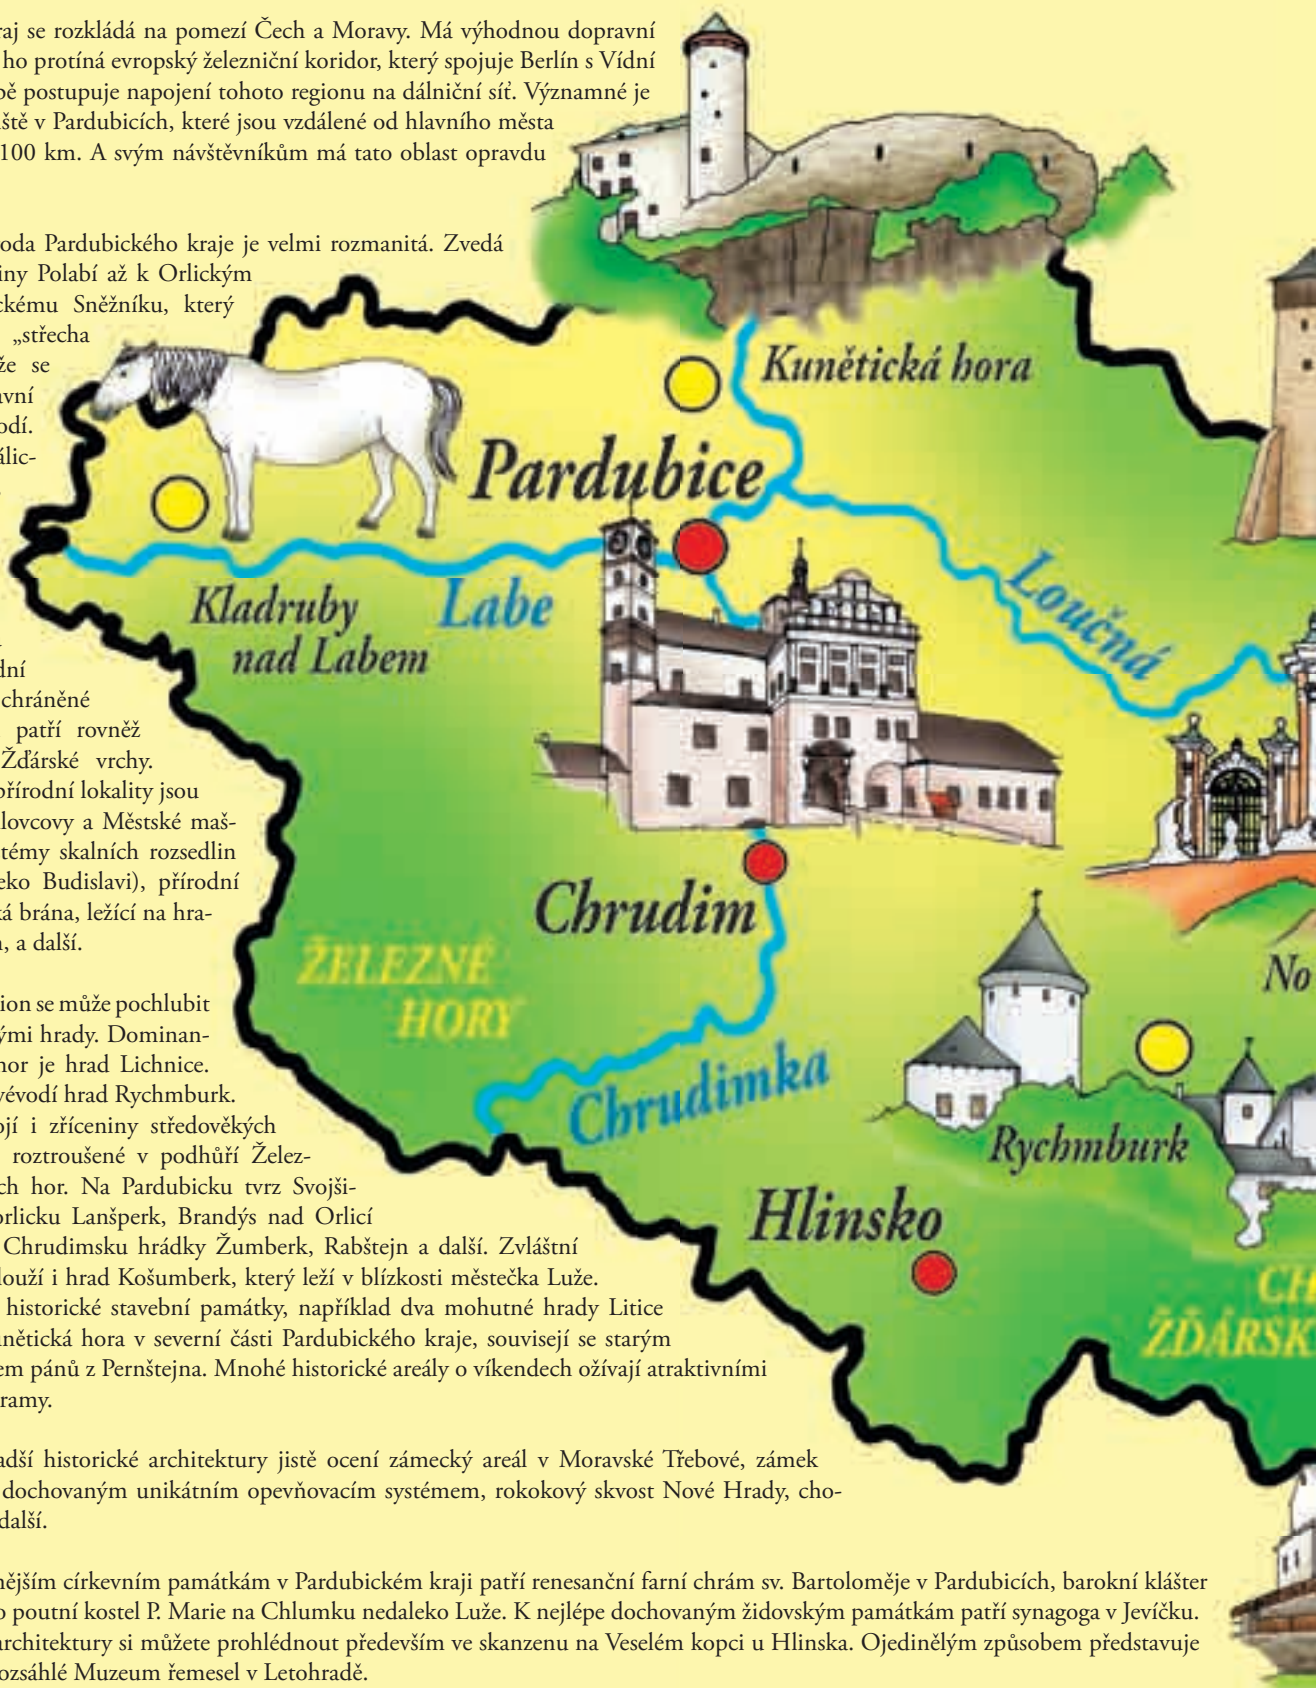 raj se rozkládá na pomezí Čech a Moravy. Má výhodnou dopravní
ho protíná evropský železniční koridor, který spojuje Berlín s Vídní
postupuje napojení tohoto regionu na dálniční síť. Významné je
iště v Pardubicích, které jsou vzdálené od hlavního města
100 km. A svým návštěvníkům má tato oblast opravdu
roda Pardubického kraje je velmi rozmanitá. Zvedá
iny Polabí až k Orlickým
ckému Sněžníku, který
„střecha
že se
avní
odí.
álic-
dní
chráněné
patří rovněž
Žďárské vrchy.
přírodní lokality jsou
lovcovy a Městské maš-
témy skalních rozsedlin
eko Budislavi), přírodní
ká brána, ležící na hra-
, a další.
ion se může pochlubit
ými hrady. Dominan-
hor je hrad Lichnice.
vévodí hrad Rychmburk.
ojí i zříceniny středověkých
roztroušené v podhůří Želez-
ch hor. Na Pardubicku tvrz Svojši-
orlicku Lanšperk, Brandýs nad Orlicí
Chrudimsku hrádky Žumberk, Rabštejn a další. Zvláštní
louží i hrad Košumberk, který leží v blízkosti městečka Luže.
historické stavební památky, například dva mohutné hrady Litice
unětická hora v severní části Pardubického kraje, souvisejí se starým
em pánů z Pernštejna. Mnohé historické areály o víkendech ožívají atraktivními
ramy.
adší historické architektury jistě ocení zámecký areál v Moravské Třebové, zámek
dochovaným unikátním opevňovacím systémem, rokokový skvost Nové Hrady, cho-
další.
nějším církevním památkám v Pardubickém kraji patří renesanční farní chrám sv. Bartoloměje v Pardubicích, barokní klášter
o poutní kostel P. Marie na Chlumku nedaleko Luže. K nejlépe dochovaným židovským památkám patří synagoga v Jevíčku.
architektury si můžete prohlédnout především ve skanzenu na Veselém kopci u Hlinska. Ojedinělým způsobem představuje
ozsáhlé Muzeum řemesel v Letohradě.
Kunětická hora
Pardubice
Kladruby
nad Labem
Labe
Loučná
Chrudim
ŽELEZNÉ
HORY
Chrudimka
No
Rychmburk
Hlinsko
CH
ŽĎÁRSK